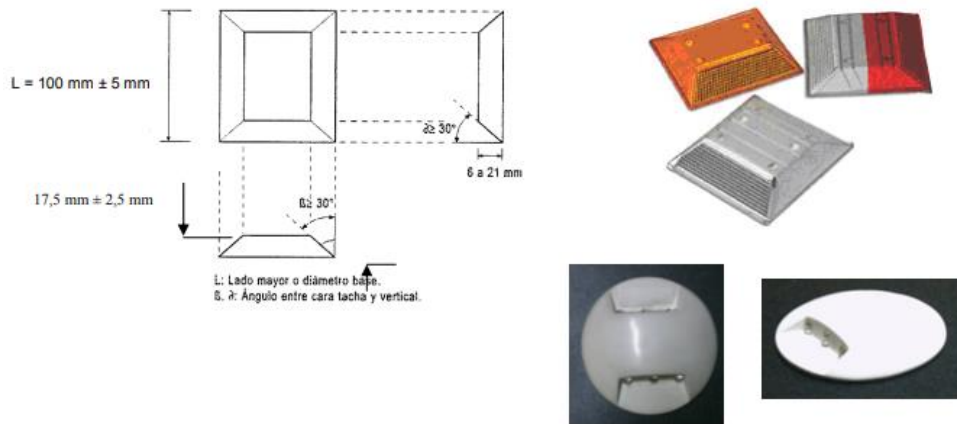 L = 100 mm ± 5 mm
∂≥ 30°
6 a 21 mm
17,5 mm ± 2,5 mm
ß≥ 30°
L: Lado mayor o diámetro base.
ß. ∂: Ángulo entre cara tacha y vertical.